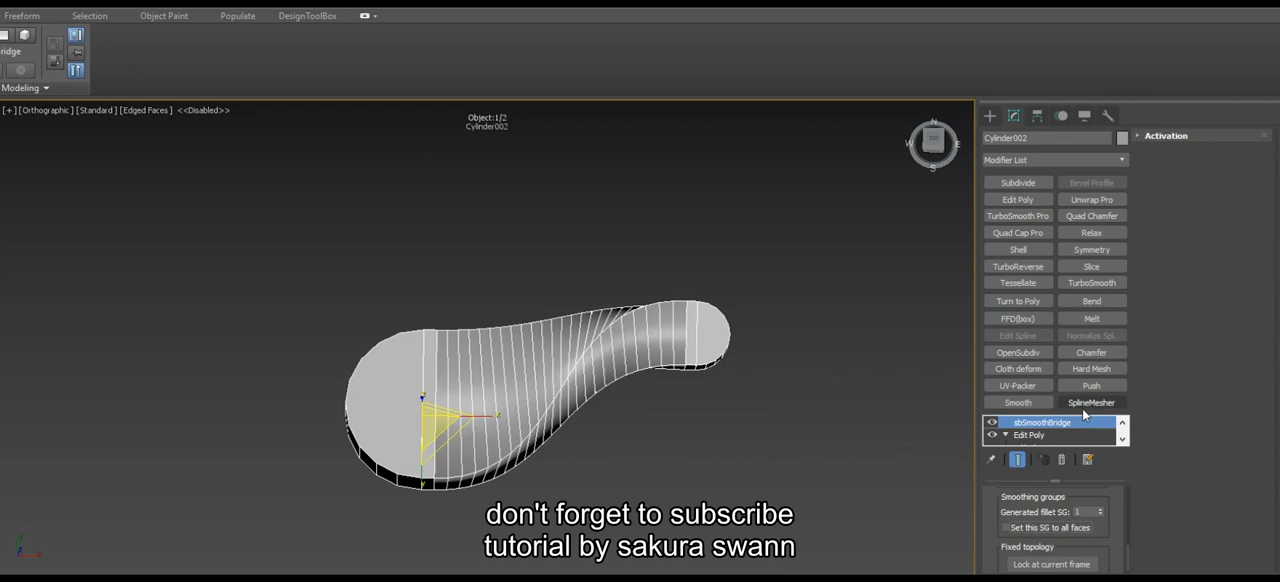 Freeform Selection Object Paint Populate DesignToolBox
ridge
Modeling
[+] [Orthographic] [Standard] [Edged Faces] <<Disabled>>
Object:1/2
Cylinder002
N
W TOP E
S
Cylinder002
Activation
Modifier List
Subdivide Bevel Profile
Edit Poly Unwrap Pro
TurboSmooth Pro Quad Chamfer
Quad Cap Pro Relax
Shell Symmetry
TurboReverse Slice
Tessellate TurboSmooth
Turn to Poly Bend
FFD(box) Melt
Edit Spline Normalize Spl.
OpenSubdiv Chamfer
Cloth deform Hard Mesh
UV-Packer Push
Smooth SplineMesher
sbSmoothBridge
Edit Poly
Smoothing groups
Generated fillet SG: 1
Set this SG to all faces
Fixed topology
Lock at current frame
x
y
don't forget to subscribe
tutorial by sakura swann